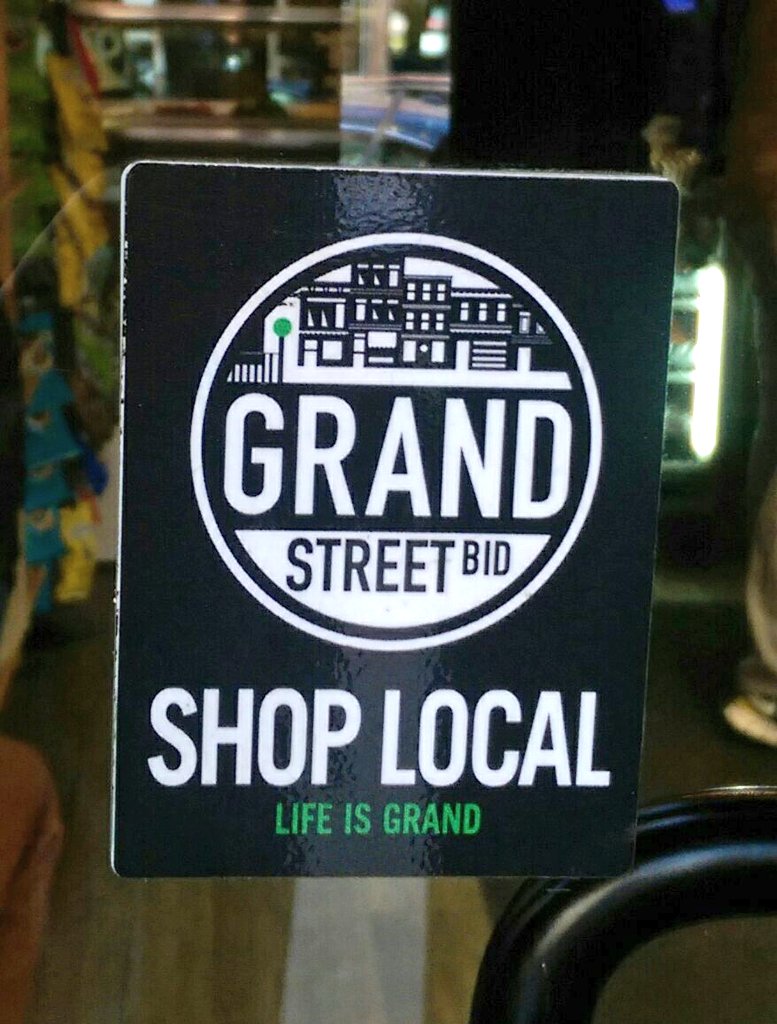 GRAND
STREET BID
SHOP LOCAL
LIFE IS GRAND